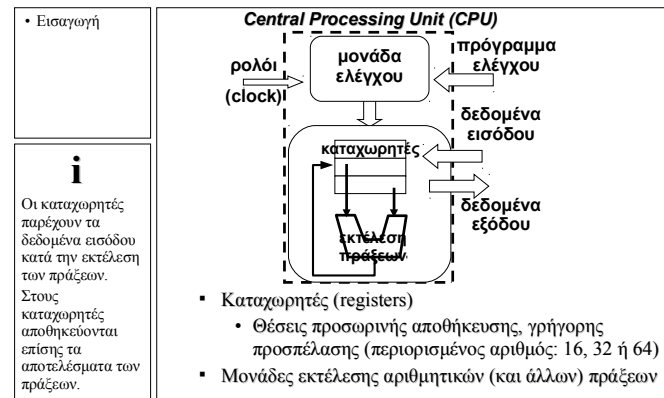 • Εισαγωγή
i
Οι καταχωρητές
παρέχουν τα
δεδομένα εισόδου
κατά την εκτέλεση
των πράξεων.
Στους
καταχωρητές
αποθηκεύονται
επίσης τα
αποτελέσματα των
πράξεων.
Central Processing Unit (CPU)
μονάδα
ελέγχου
ρολόι
(clock)
πρόγραμμα
ελέγχου
δεδομένα
εισόδου
καταχωρητές
δεδομένα
εξόδου
εκτέλεση
πράξεων
▪ Καταχωρητές (registers)
• Θέσεις προσωρινής αποθήκευσης, γρήγορης
προσπέλασης (περιορισμένος αριθμός: 16, 32 ή 64)
▪ Μονάδες εκτέλεσης αριθμητικών (και άλλων) πράξεων